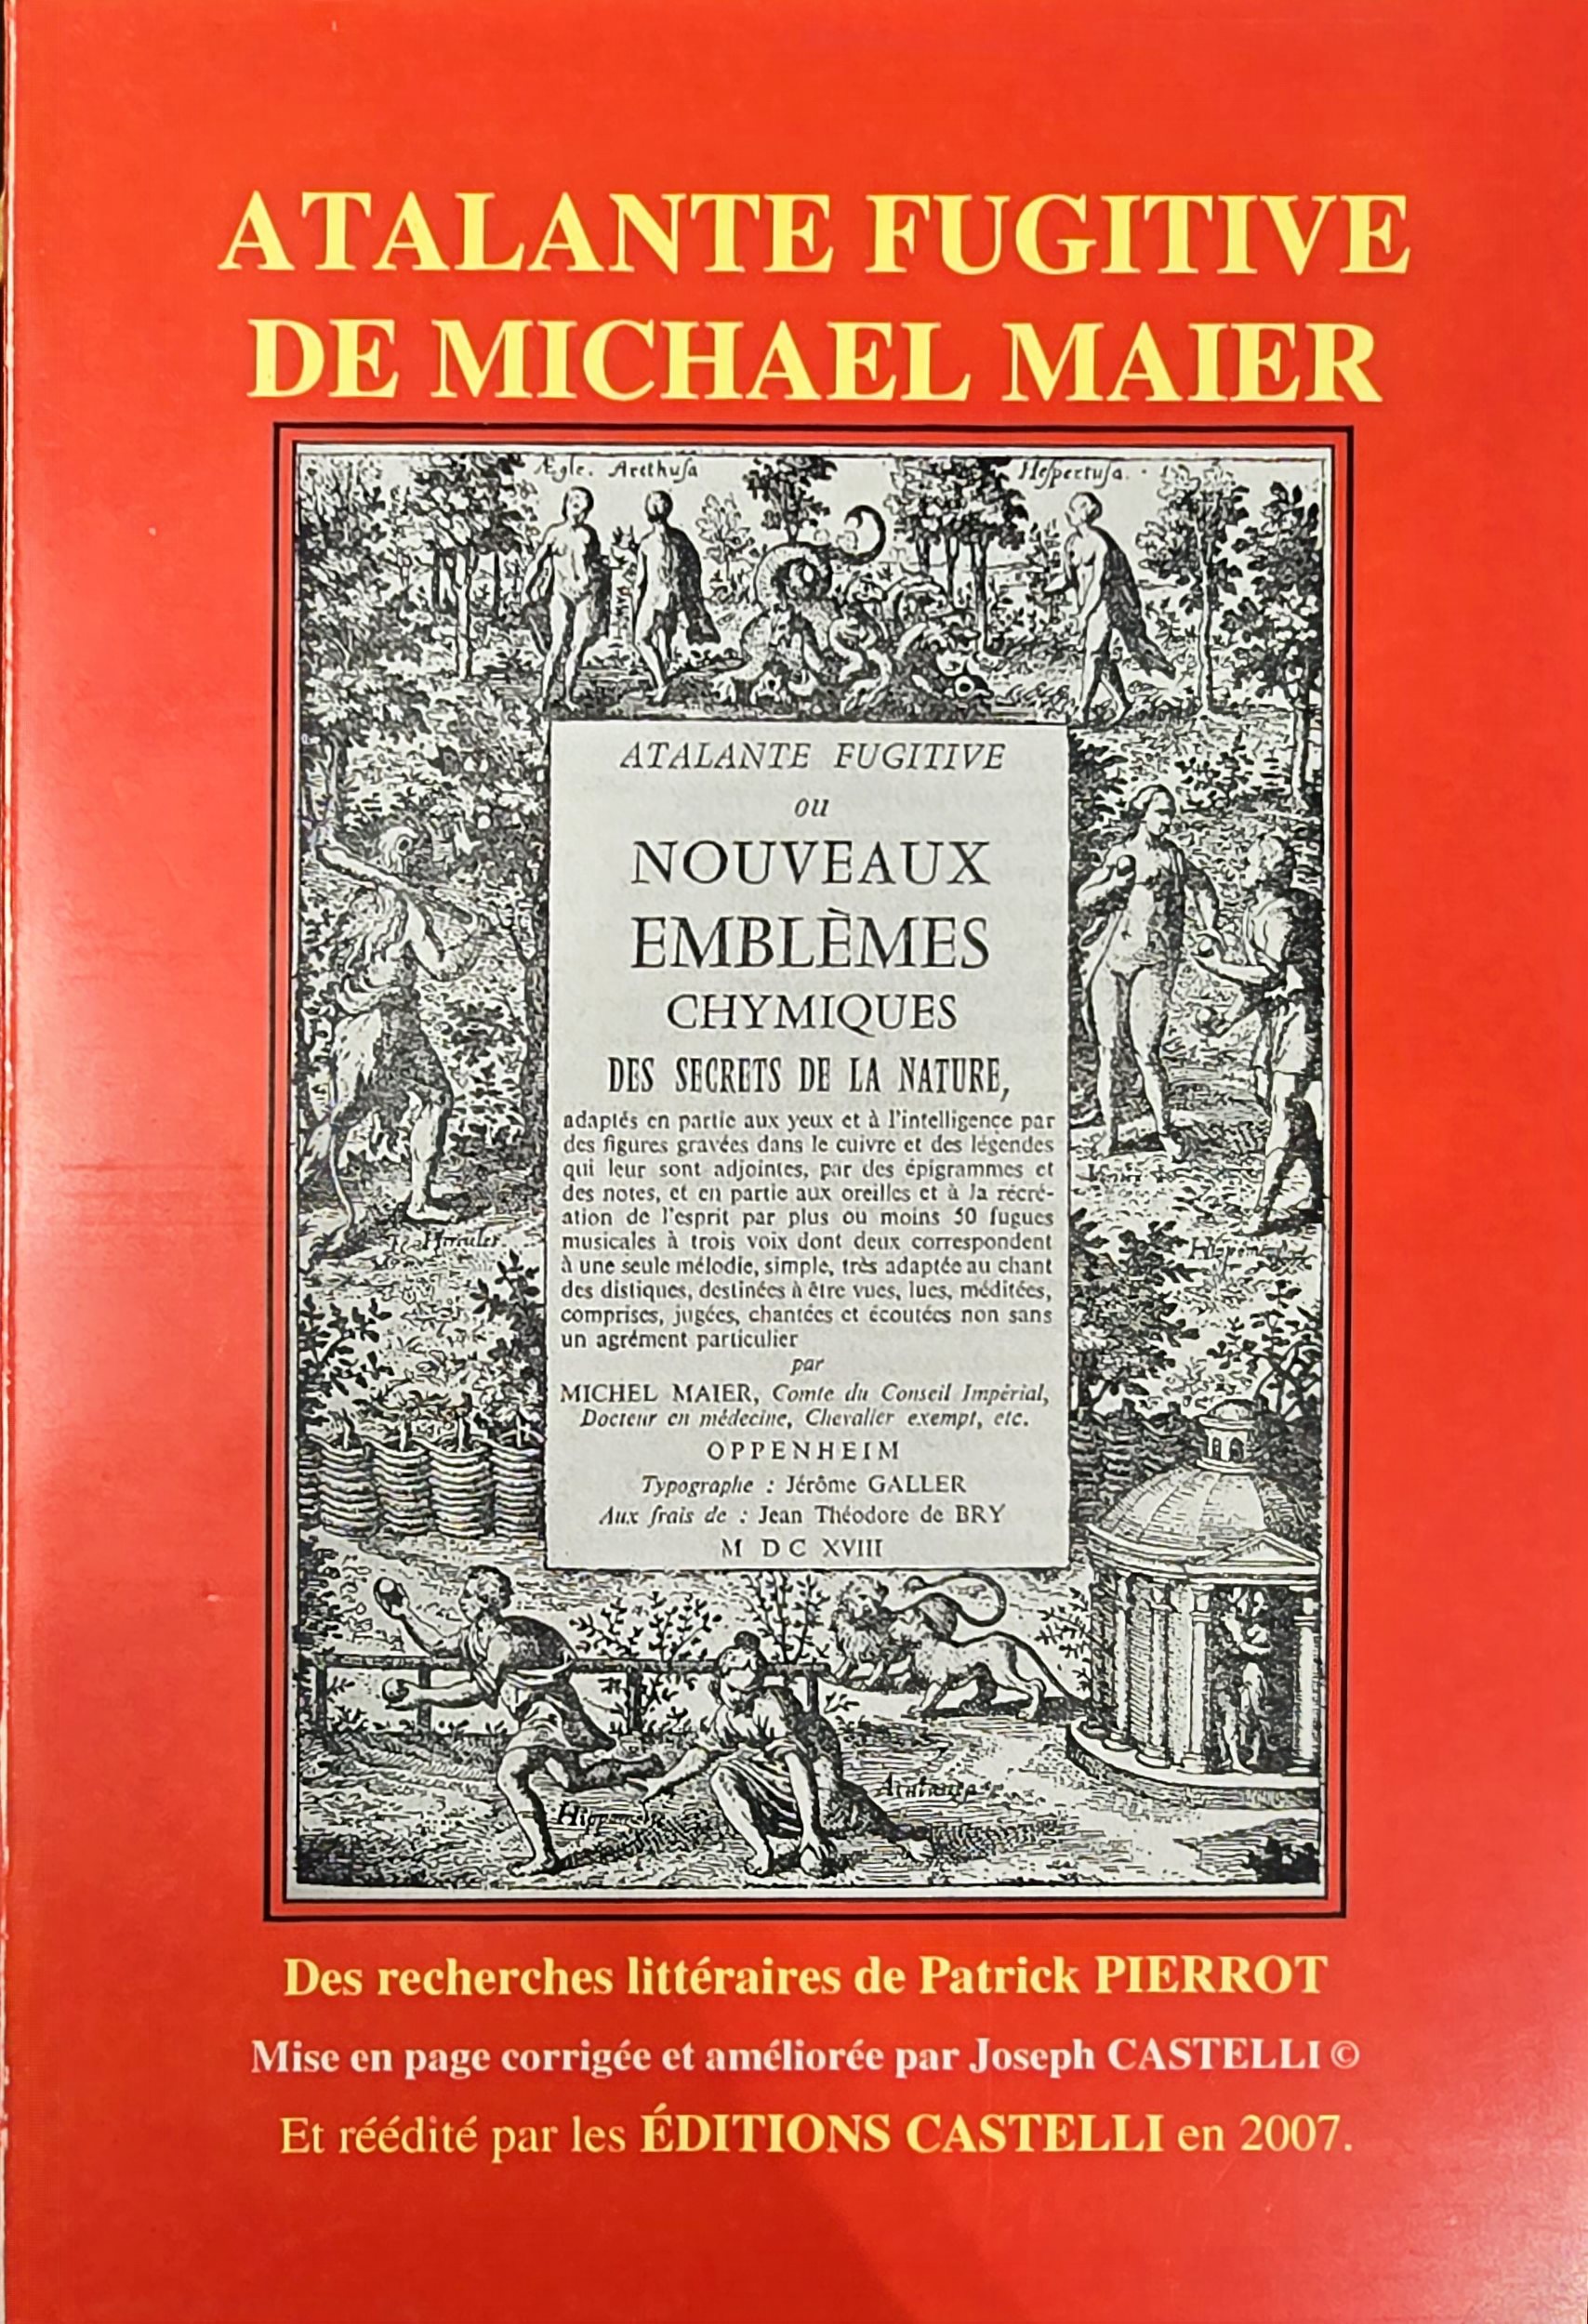 ATALANTE FUGITIVE
DE MICHAEL MAIER
Ægle. Arethusa
Hespertusa.
ATALANTE FUGITIVE
ou
NOUVEAUX
EMBLÈMES
CHYMIQUES
DES SECRETS DE LA NATURE,
adaptés en partie aux yeux et à l'intelligence par
des figures gravées dans le cuivre et des légendes
qui leur sont adjointes, par des épigrammes et
des notes, et en partie aux oreilles et à la récré-
ation de l'esprit par plus ou moins 50 fugues
musicales à trois voix dont deux correspondent
à une seule mélodie, simple, très adaptée au chant
des distiques, destinées à être vues, lues, méditées,
comprises, jugées, chantées et écoutées non sans
un agrément particulier
par
MICHEL MAIER, Comte du Conseil Impérial,
Docteur en médecine, Chevalier exempt, etc.
OPPENHEIM
Typographe : Jérôme GALLER
Aux frais de : Jean Théodore de BRY
M DC XVIII
Hercules.
Des recherches littéraires de Patrick PIERROT
Mise en page corrigée et améliorée par Joseph CASTELLI ©
Et réédité par les ÉDITIONS CASTELLI en 2007.